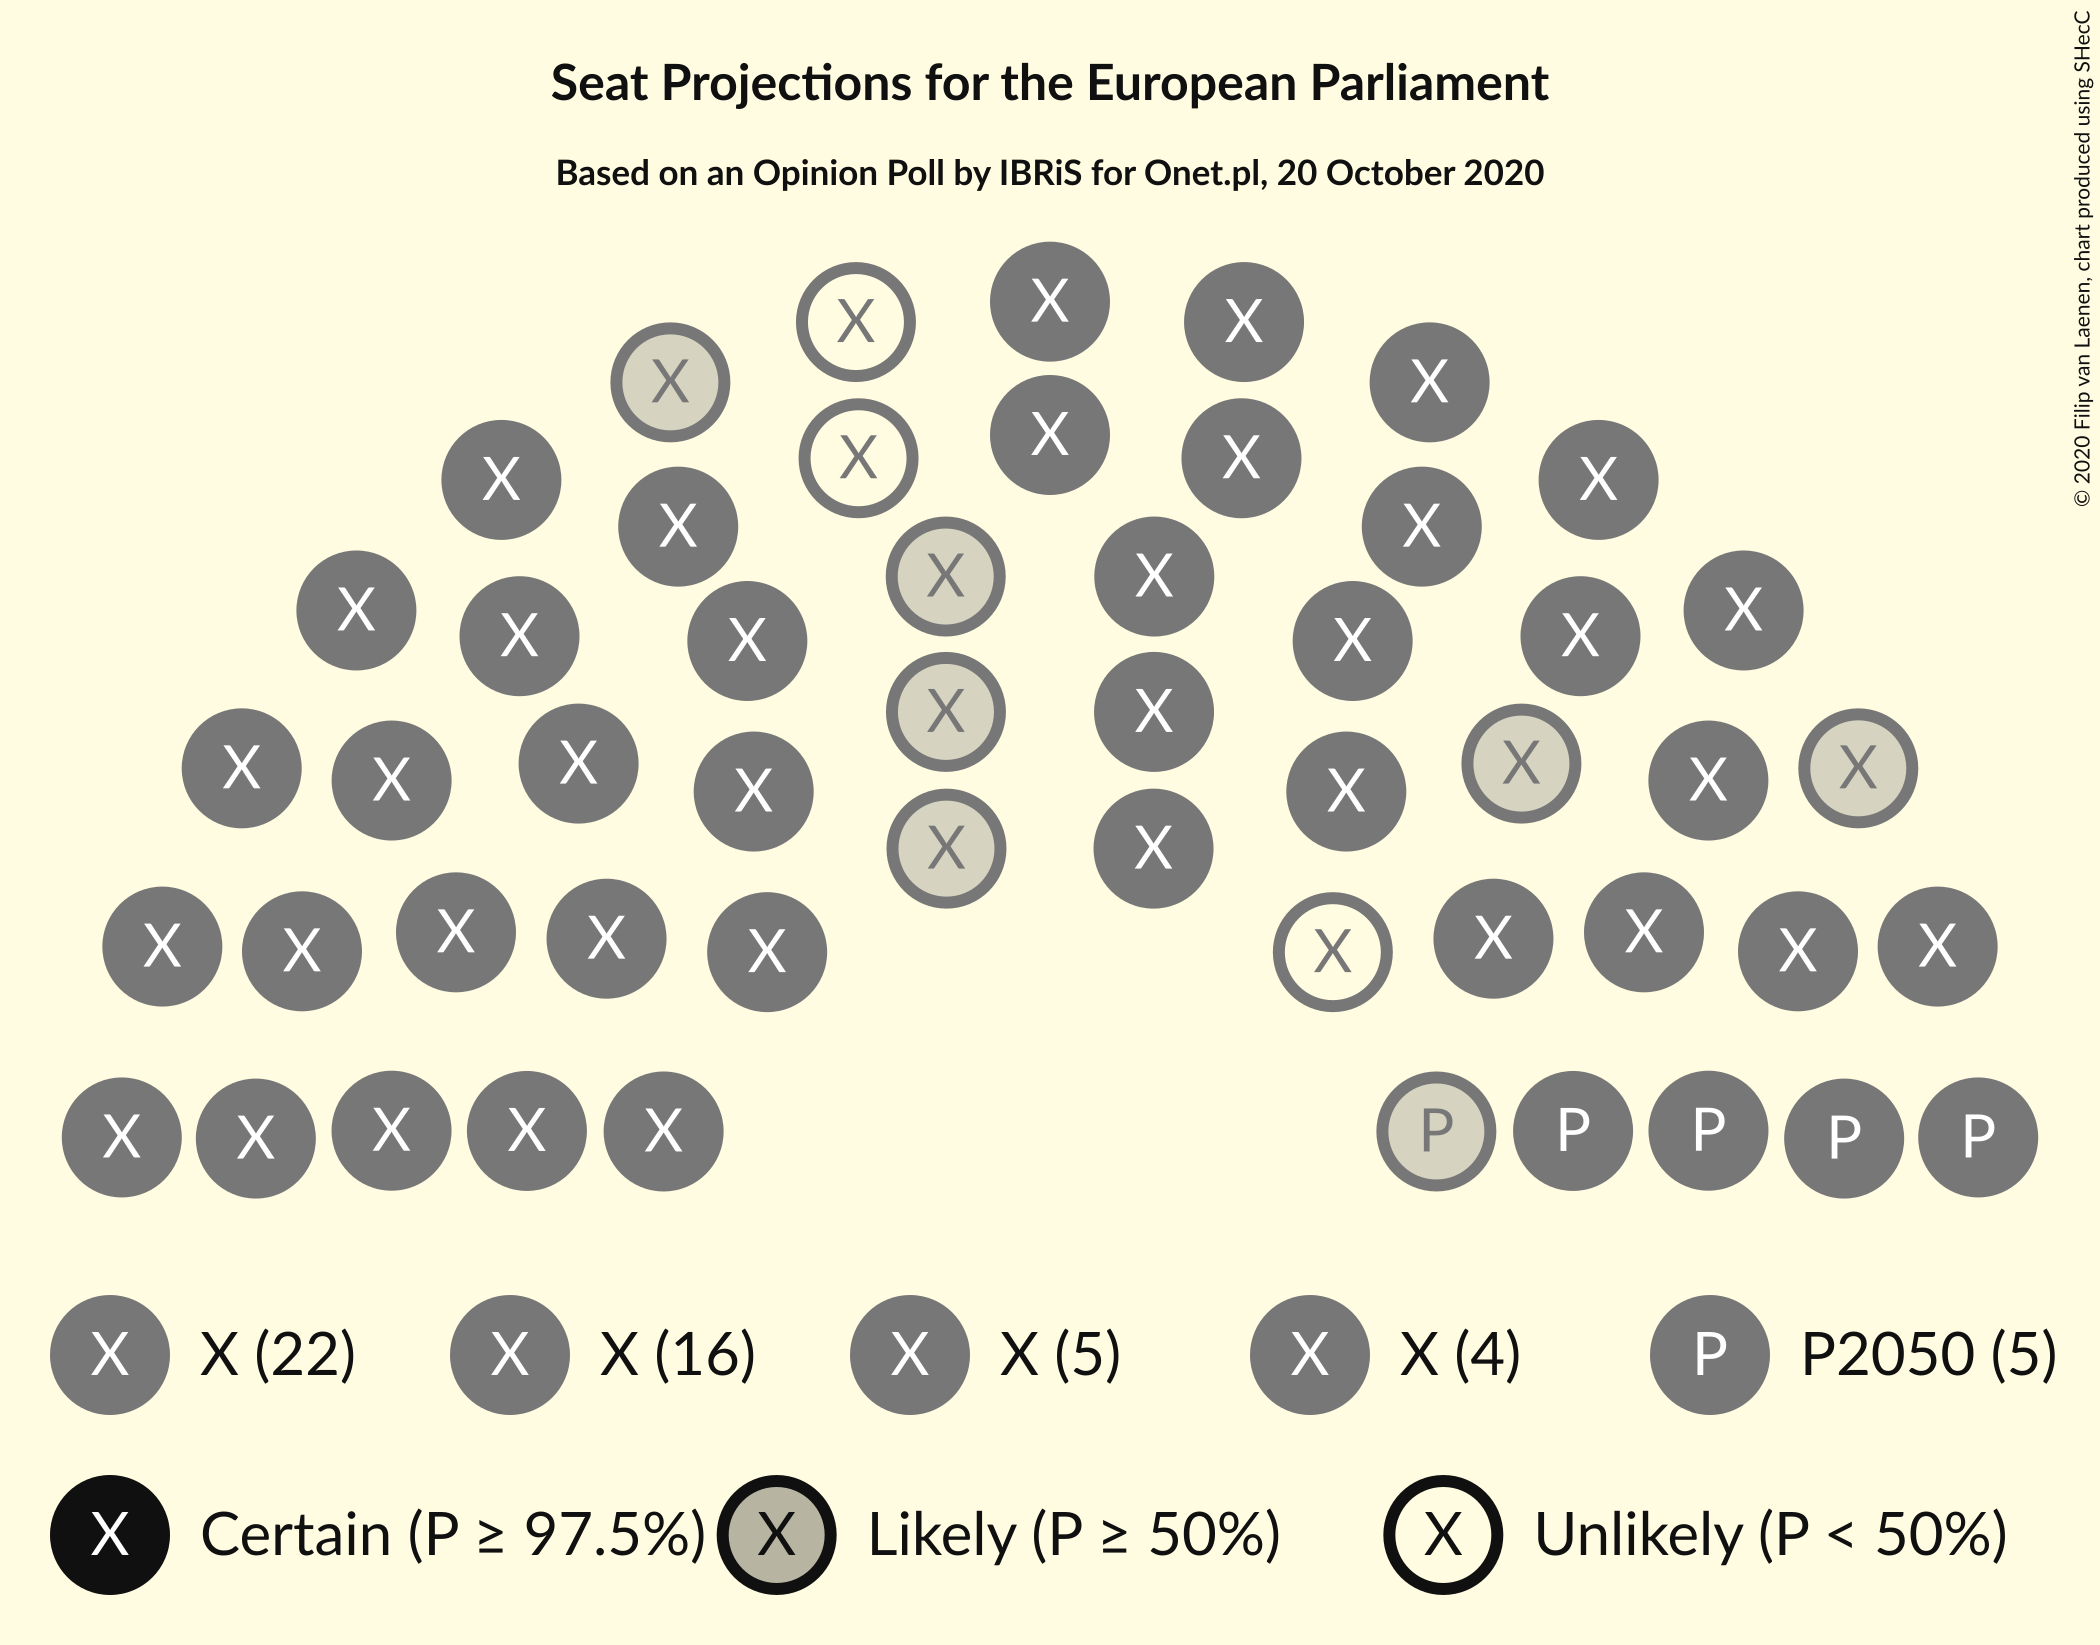 Seat Projections for the European Parliament
Based on an Opinion Poll by IBRiS for Onet.pl, 20 October 2020
© 2020 Filip van Laenen, chart produced using SHecC
X X X
X X
X X X
X X
X X X
X X
X X
X X X X
X X X X
X X
X X
X X X X
X X X X
X X
X X
X X X X
X X X X
X X
X X X X X P P P P P
X X (22) X X (16) X X (5) X X (4) P P2050 (5)
X Certain (P ≥ 97.5%) X Likely (P ≥ 50%) X Unlikely (P < 50%)